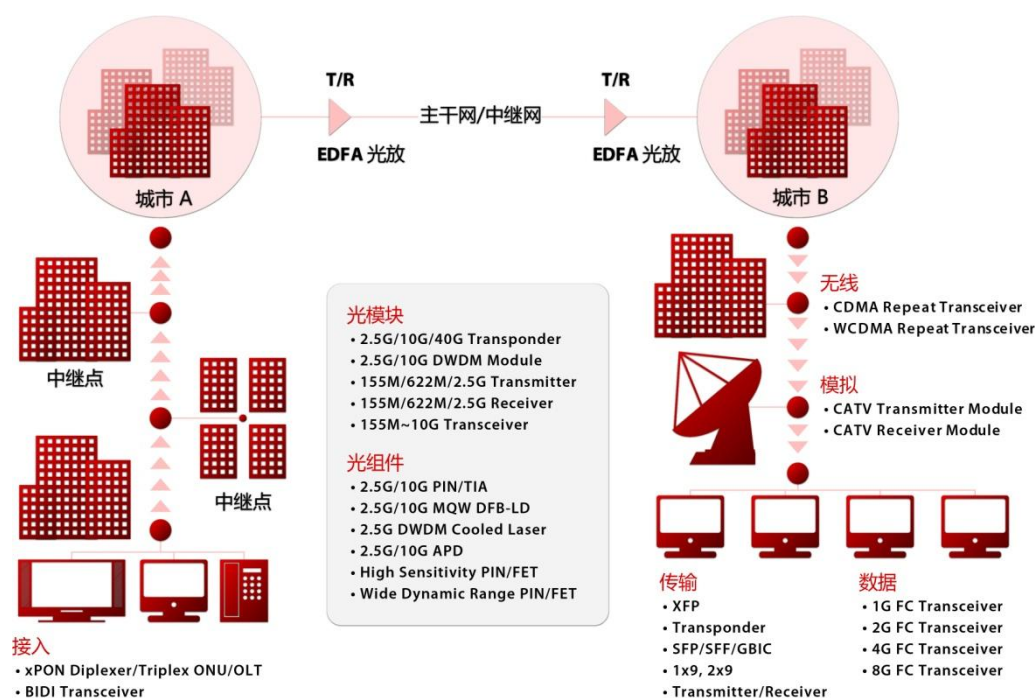 T/R
T/R
主干网/中继网
EDFA 光放
EDFA 光放
城市 A
城市 B
中继点
中继点
接入
• xPON Diplexer/Triplex ONU/OLT
• BIDI Transceiver
光模块
• 2.5G/10G/40G Transponder
• 2.5G/10G DWDM Module
• 155M/622M/2.5G Transmitter
• 155M/622M/2.5G Receiver
• 155M~10G Transceiver
光组件
• 2.5G/10G PIN/TIA
• 2.5G/10G MQW DFB-LD
• 2.5G DWDM Cooled Laser
• 2.5G/10G APD
• High Sensitivity PIN/FET
• Wide Dynamic Range PIN/FET
无线
• CDMA Repeat Transceiver
• WCDMA Repeat Transceiver
模拟
• CATV Transmitter Module
• CATV Receiver Module
传输
• XFP
• Transponder
• SFP/SFF/GBIC
• 1x9, 2x9
• Transmitter/Receiver
数据
• 1G FC Transceiver
• 2G FC Transceiver
• 4G FC Transceiver
• 8G FC Transceiver